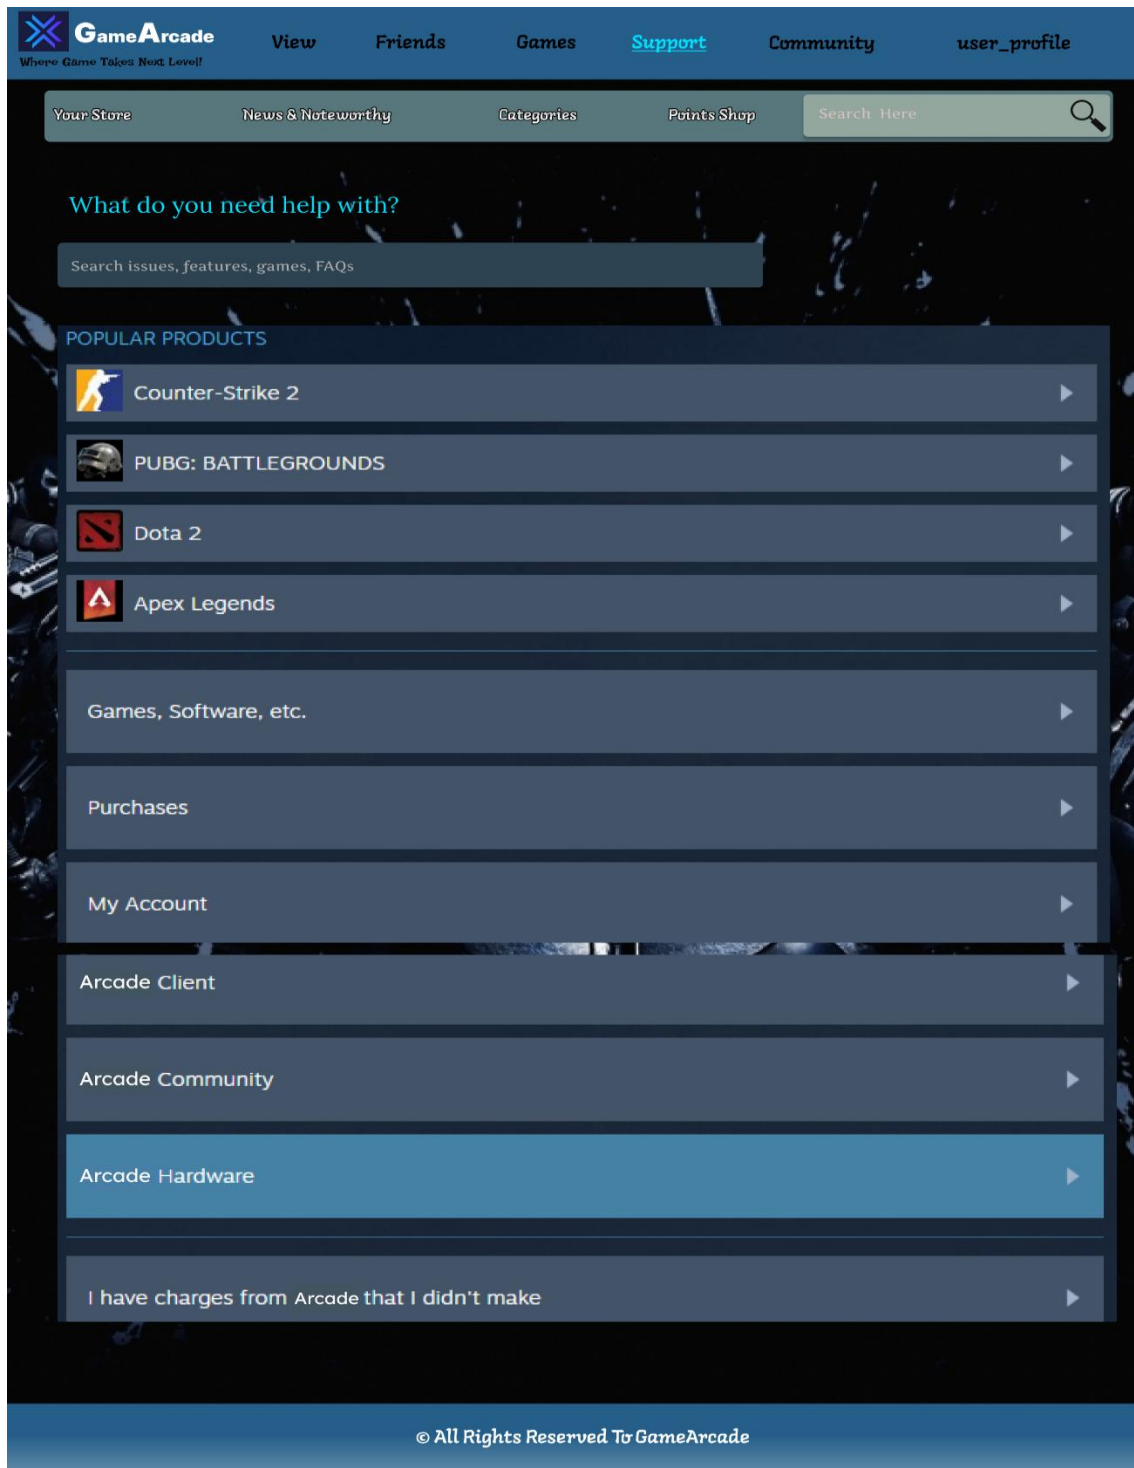 GameArcade
Where Game Takes Next Level!
View Friends Games Support Community user_profile
Your Store News & Noteworthy Categories Points Shop Search Here
What do you need help with?
Search issues, features, games, FAQs
POPULAR PRODUCTS
Counter-Strike 2
PUBG: BATTLEGROUNDS
Dota 2
Apex Legends
Games, Software, etc.
Purchases
My Account
Arcade Client
Arcade Community
Arcade Hardware
I have charges from Arcade that I didn't make
© All Rights Reserved To GameArcade